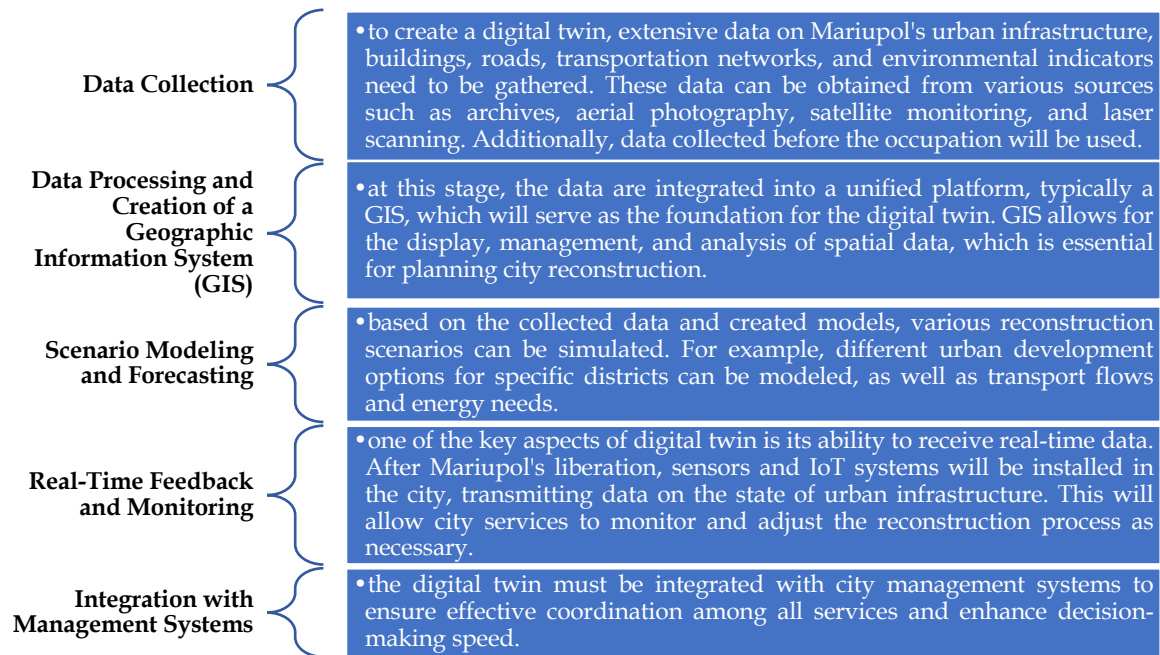 Data Collection
•to create a digital twin, extensive data on Mariupol's urban infrastructure,
buildings, roads, transportation networks, and environmental indicators
need to be gathered. These data can be obtained from various sources
such as archives, aerial photography, satellite monitoring, and laser
scanning. Additionally, data collected before the occupation will be used.
Data Processing and
Creation of a
Geographic
Information System
(GIS)
•at this stage, the data are integrated into a unified platform, typically a
GIS, which will serve as the foundation for the digital twin. GIS allows for
the display, management, and analysis of spatial data, which is essential
for planning city reconstruction.
Scenario Modeling
and Forecasting
•based on the collected data and created models, various reconstruction
scenarios can be simulated. For example, different urban development
options for specific districts can be modeled, as well as transport flows
and energy needs.
Real-Time Feedback
and Monitoring
•one of the key aspects of digital twin is its ability to receive real-time data.
After Mariupol's liberation, sensors and IoT systems will be installed in
the city, transmitting data on the state of urban infrastructure. This will
allow city services to monitor and adjust the reconstruction process as
necessary.
Integration with
Management Systems
•the digital twin must be integrated with city management systems to
ensure effective coordination among all services and enhance decision-
making speed.